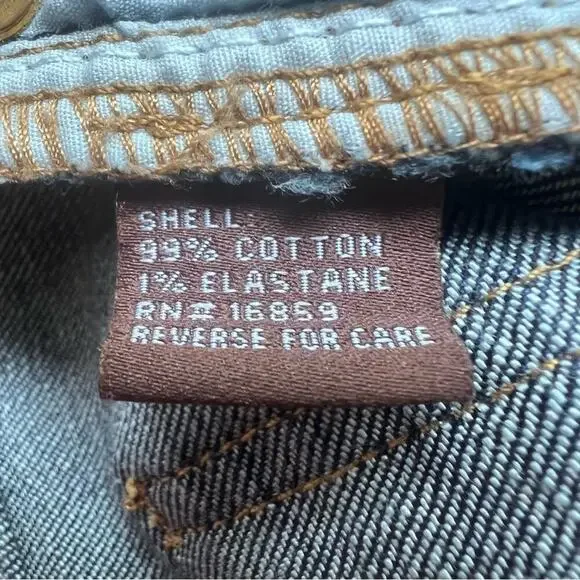 SHELL:
99% COTTON
1% ELASTANE
RN# 16859
REVERSE FOR CARE